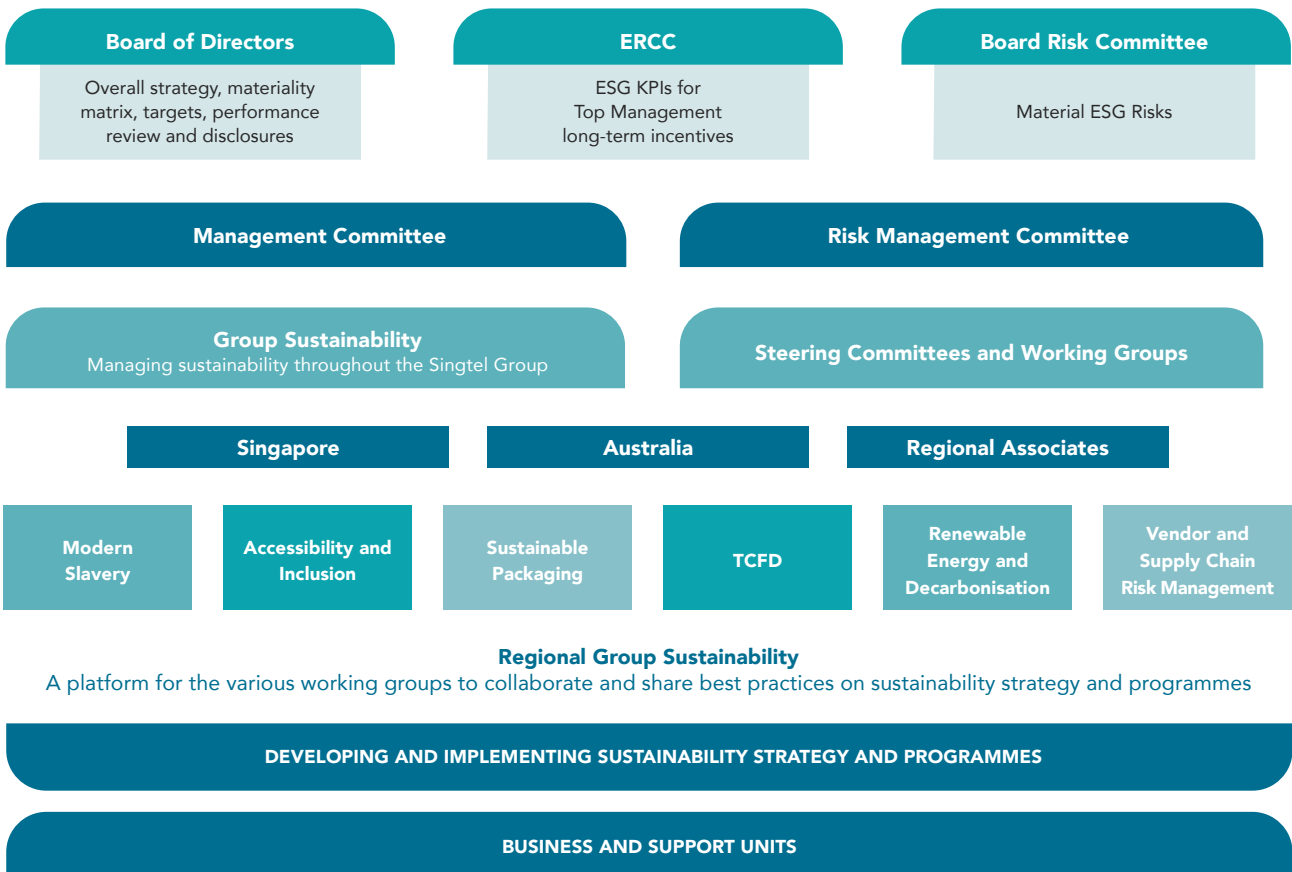 Board of Directors
Overall strategy, materiality
matrix, targets, performance
review and disclosures
ERCC
ESG KPIs for
Top Management
long-term incentives
Board Risk Committee
Material ESG Risks
Management Committee
Risk Management Committee
Group Sustainability
Managing sustainability throughout the Singtel Group
Steering Committees and Working Groups
Singapore
Australia
Regional Associates
Modern
Slavery
Accessibility and
Inclusion
Sustainable
Packaging
TCFD
Renewable
Energy and
Decarbonisation
Vendor and
Supply Chain
Risk Management
Regional Group Sustainability
A platform for the various working groups to collaborate and share best practices on sustainability strategy and programmes
DEVELOPING AND IMPLEMENTING SUSTAINABILITY STRATEGY AND PROGRAMMES
BUSINESS AND SUPPORT UNITS